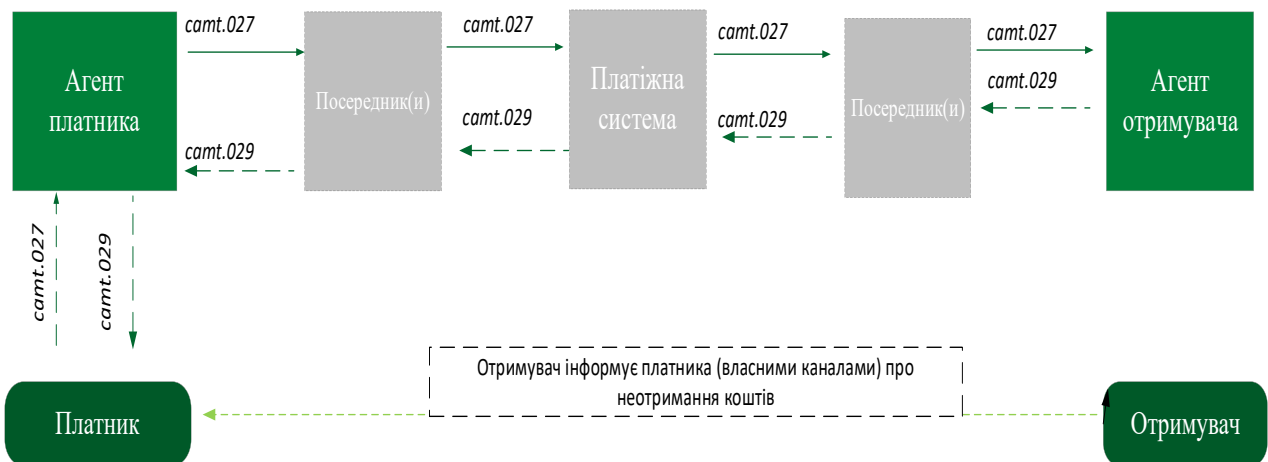 camt.027
camt.027
camt.027
camt.027
Агент
платника
Посередник(и)
Платіжна
система
Посередник(и)
Агент
отримувача
camt.029
camt.029
camt.029
camt.029
camt.027
camt.029
Отримувач інформує платника (власними каналами) про
неотримання коштів
Платник
Отримувач